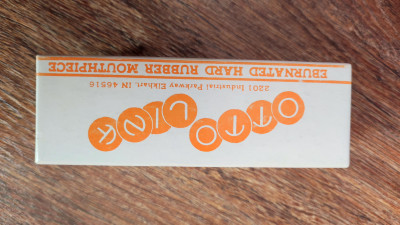 OTTO LINK
2201 Industrial Parkway Elkhart, IN 46516
EBURNATED HARD RUBBER MOUTHPIECE